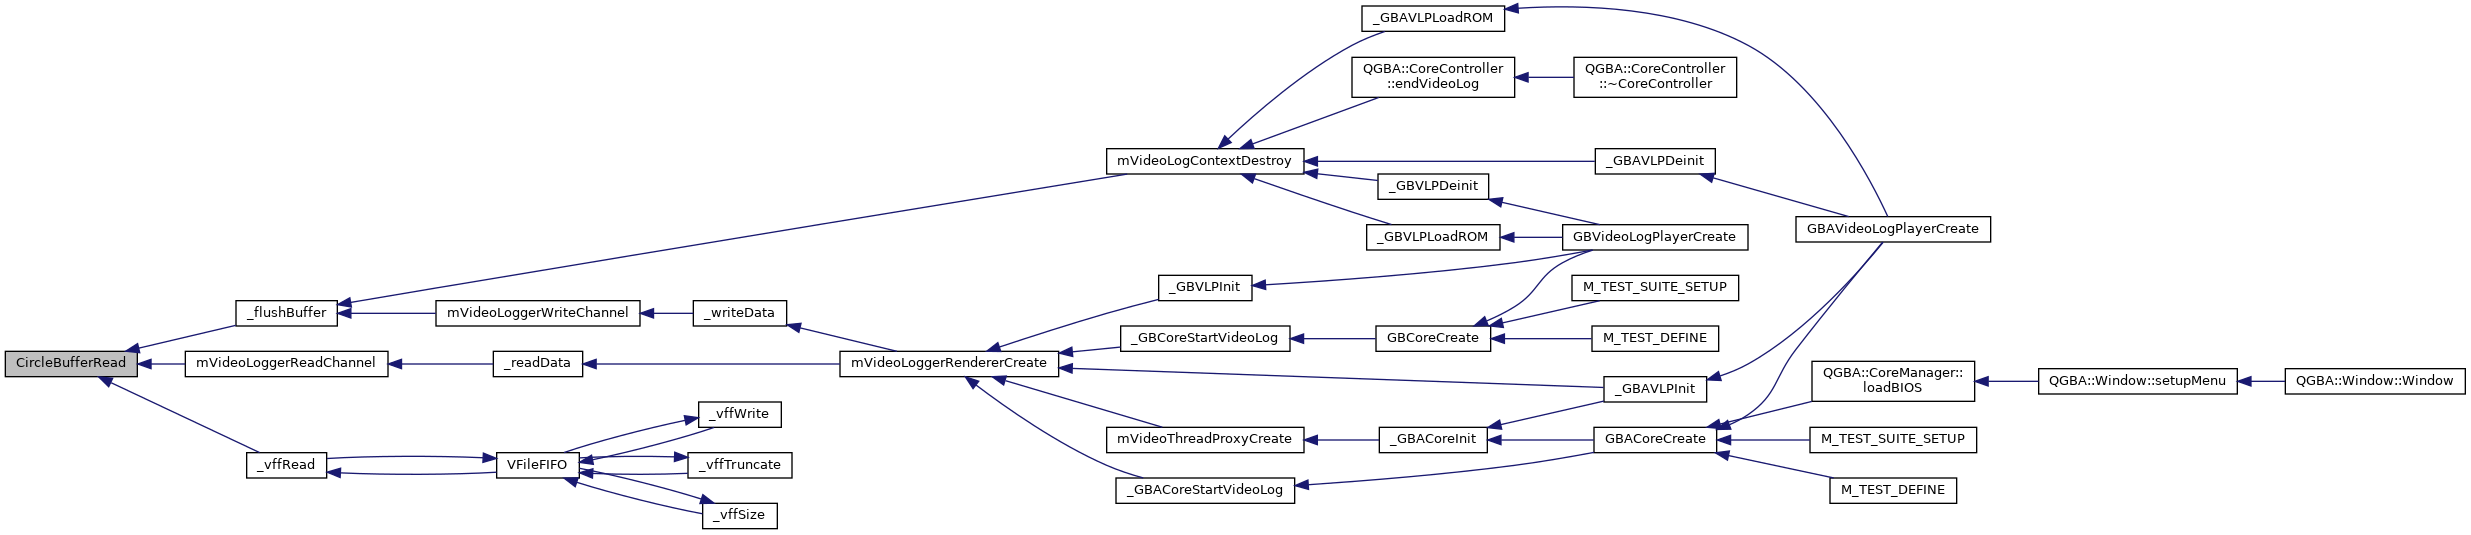 _GBAVLPLoadROM
QGBA::CoreController
::endVideoLog
QGBA::CoreController
::~CoreController
mVideoLogContextDestroy
_GBAVLPDeinit
_GBVLPDeinit
_GBVLPLoadROM
GBVideoLogPlayerCreate
GBAVideoLogPlayerCreate
_GBVLPInit
M_TEST_SUITE_SETUP
_flushBuffer
mVideoLoggerWriteChannel
_writeData
_GBCoreStartVideoLog
GBCoreCreate
M_TEST_DEFINE
CircleBufferRead
mVideoLoggerReadChannel
_readData
mVideoLoggerRendererCreate
_GBAVLPInit
QGBA::CoreManager::
loadBIOS
QGBA::Window::setupMenu
QGBA::Window::Window
_vffWrite
mVideoThreadProxyCreate
_GBACoreInit
GBACoreCreate
M_TEST_SUITE_SETUP
_vffRead
VFileFIFO
_vffTruncate
_GBACoreStartVideoLog
M_TEST_DEFINE
_vffSize